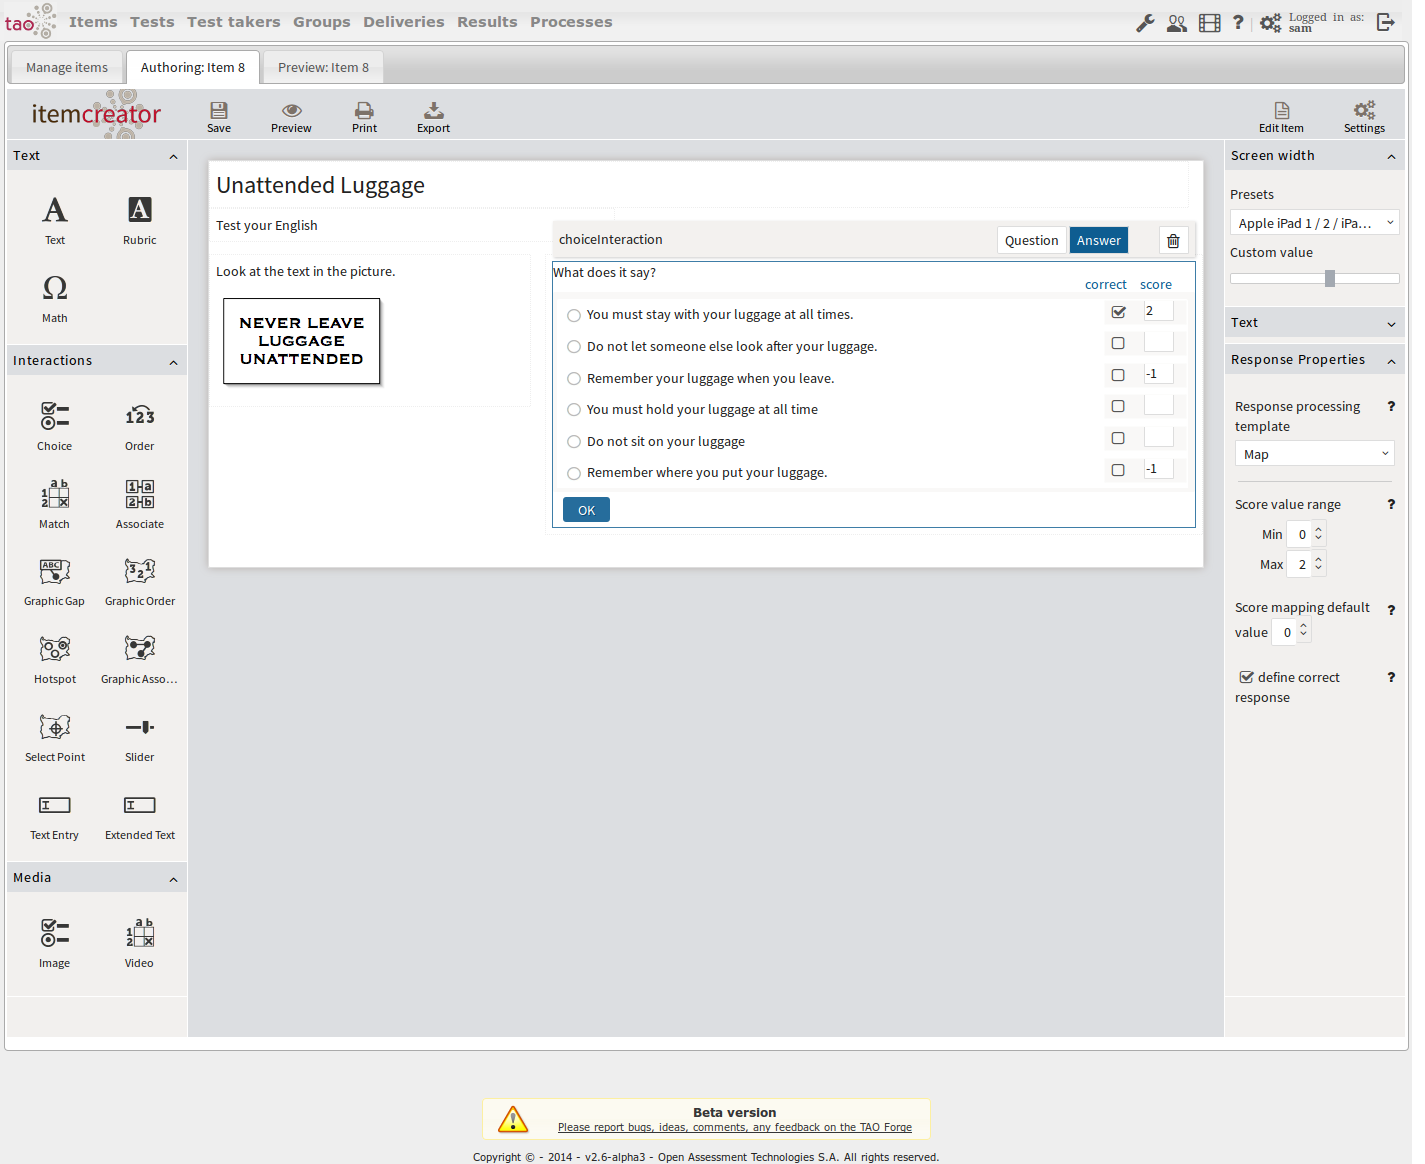 tao Items Tests Test takers Groups Deliveries Results Processes ? Logged in as:
sam
Manage items Authoring: Item 8 Preview: Item 8
itemcreator Save Preview Print Export Edit Item Settings
Text
Text Rubric
Math
Interactions
Choice Order
Match Associate
Graphic Gap Graphic Order
Hotspot Graphic Asso...
Select Point Slider
Text Entry Extended Text
Media
Image Video
Unattended Luggage
Test your English
Look at the text in the picture.
NEVER LEAVE
LUGGAGE
UNATTENDED
choiceInteraction Question Answer
What does it say?
correct score
You must stay with your luggage at all times. 2
Do not let someone else look after your luggage.
Remember your luggage when you leave. -1
You must hold your luggage at all time
Do not sit on your luggage
Remember where you put your luggage. -1
OK
Screen width
Presets
Apple iPad 1 / 2 / iPa...
Custom value
Text
Response Properties
Response processing ?
template
Map
Score value range ?
Min 0
Max 2
Score mapping default ?
value 0
define correct ?
response
Beta version
Please report bugs, ideas, comments, any feedback on the TAO Forge
Copyright © - 2014 - v2.6-alpha3 - Open Assessment Technologies S.A. All rights reserved.